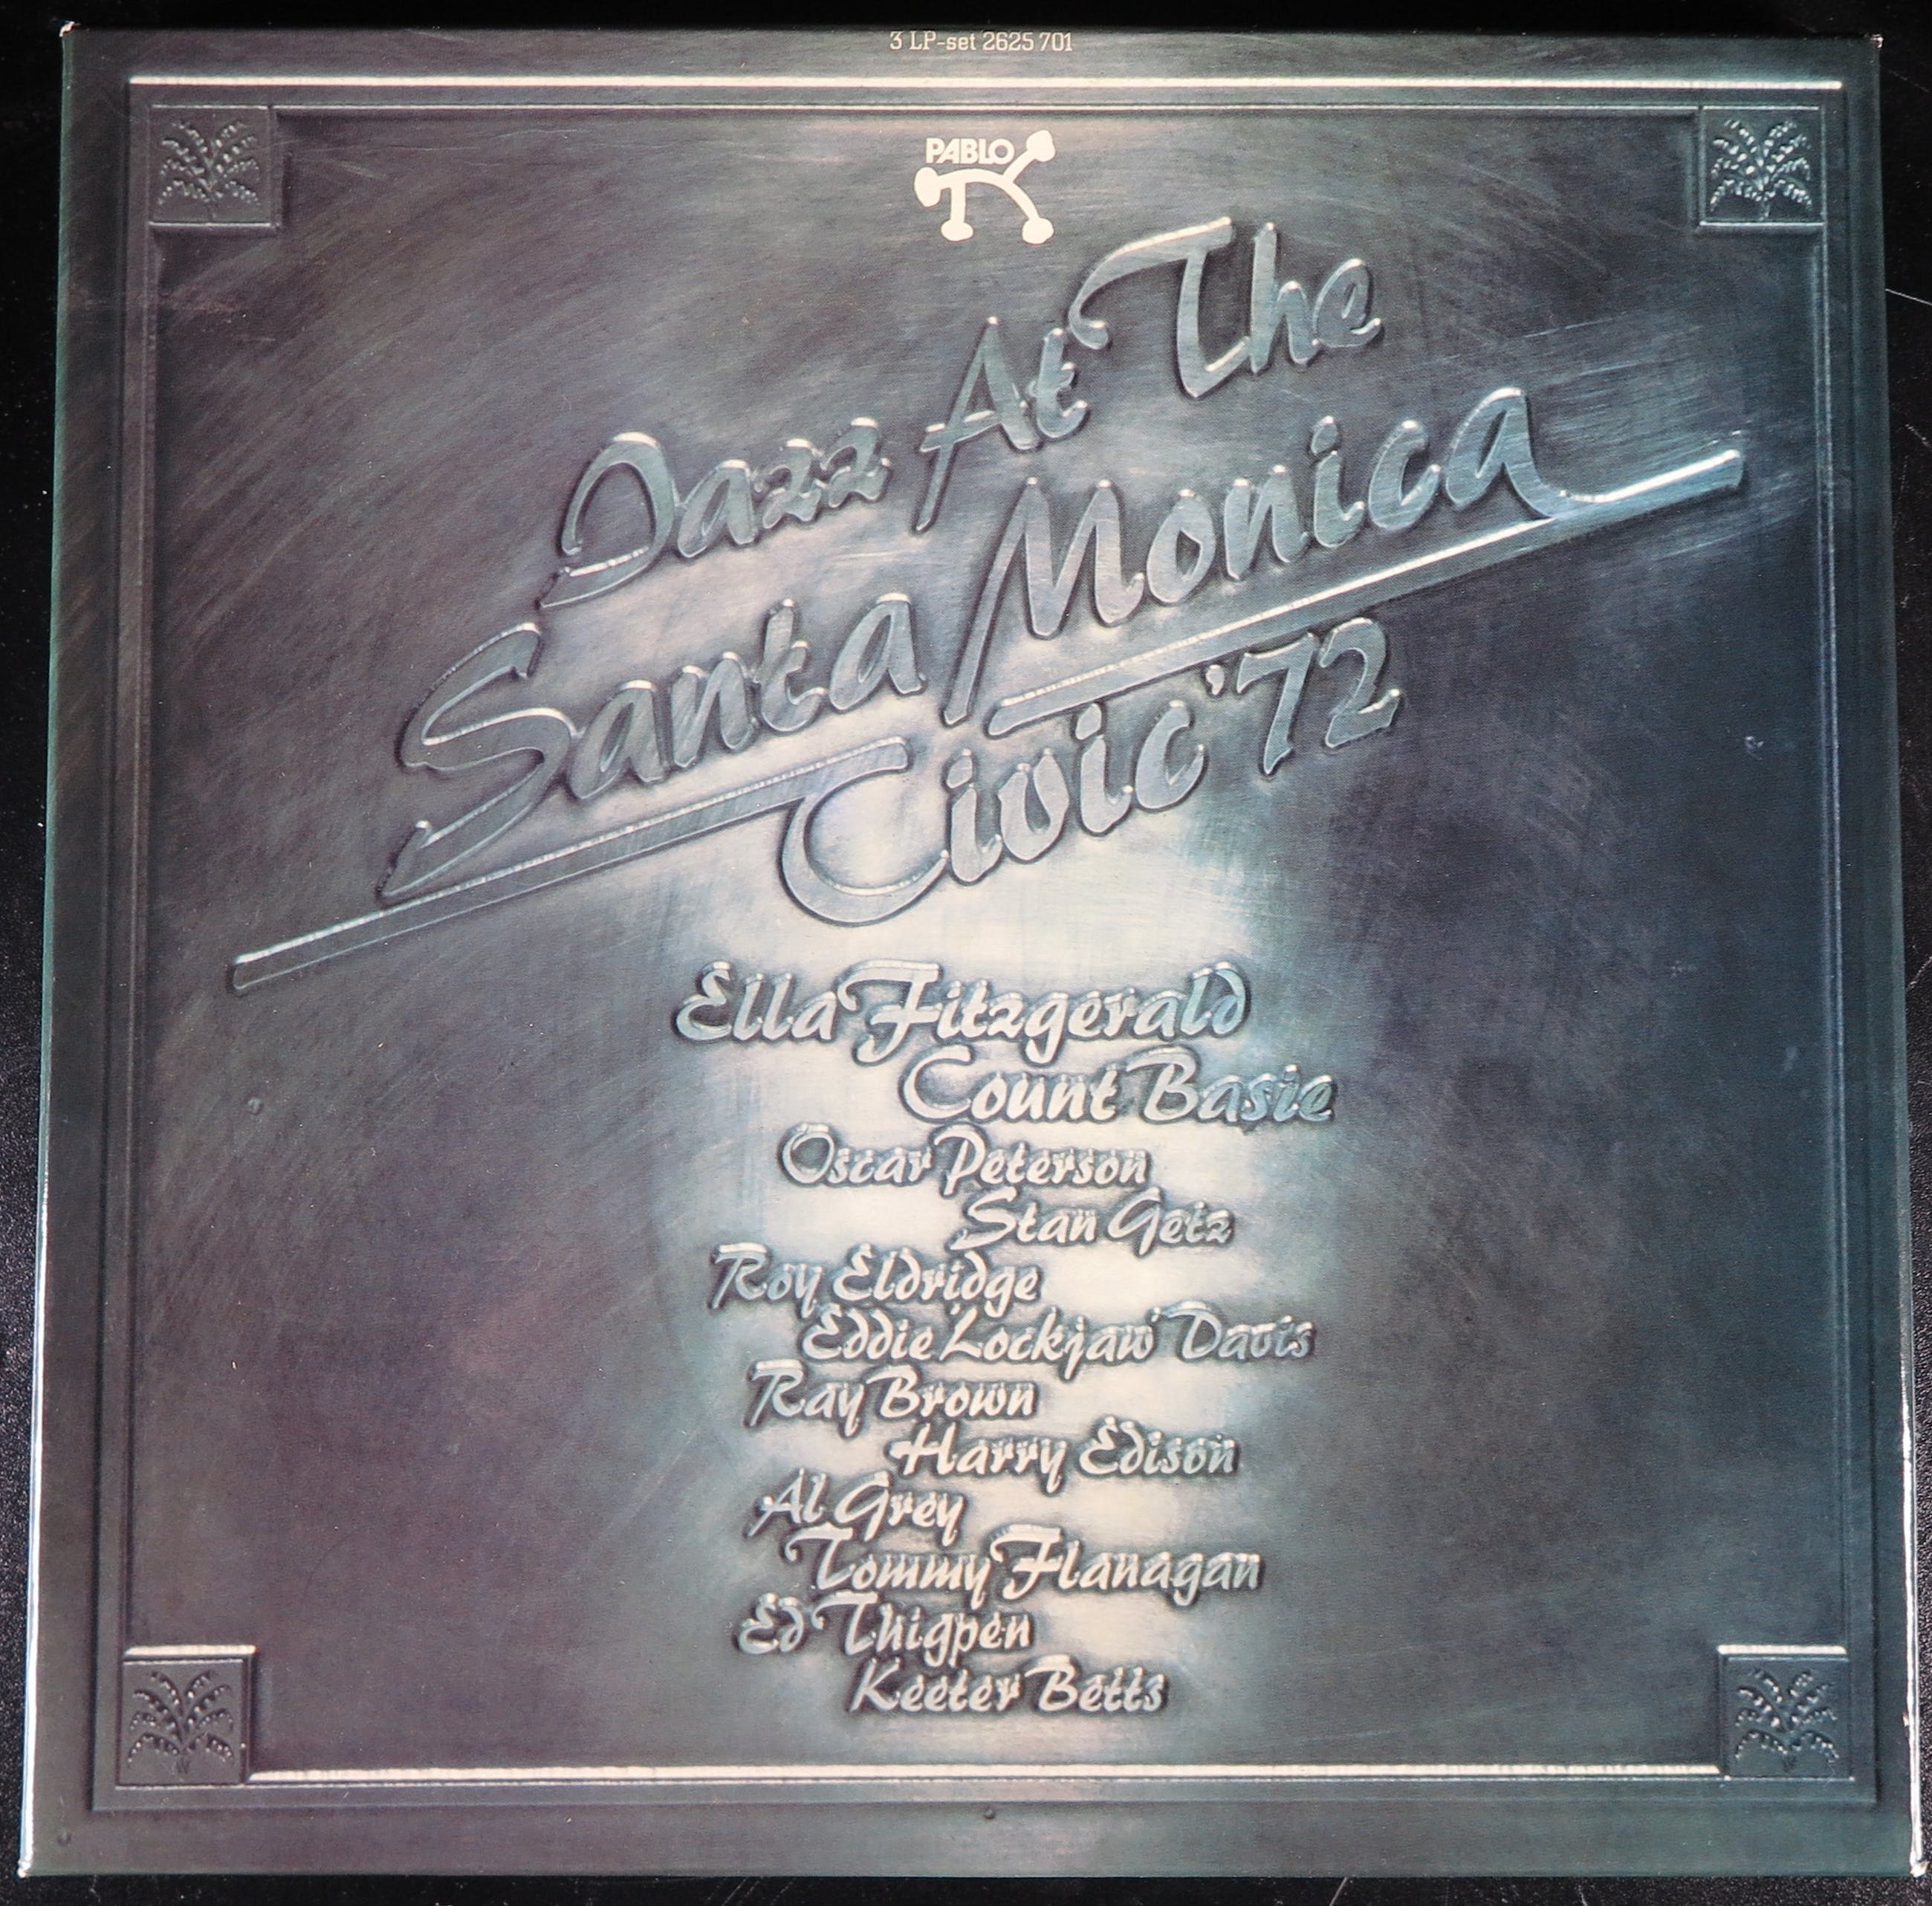 3 LP-set 2625 701
PABLO
Jazz At The
Santa Monica
Civic '72
Ella Fitzgerald
Count Basie
Oscar Peterson
Stan Getz
Roy Eldridge
Eddie 'Lockjaw' Davis
Ray Brown
Harry Edison
Al Grey
Tommy Flanagan
Ed Thigpen
Keeter Betts